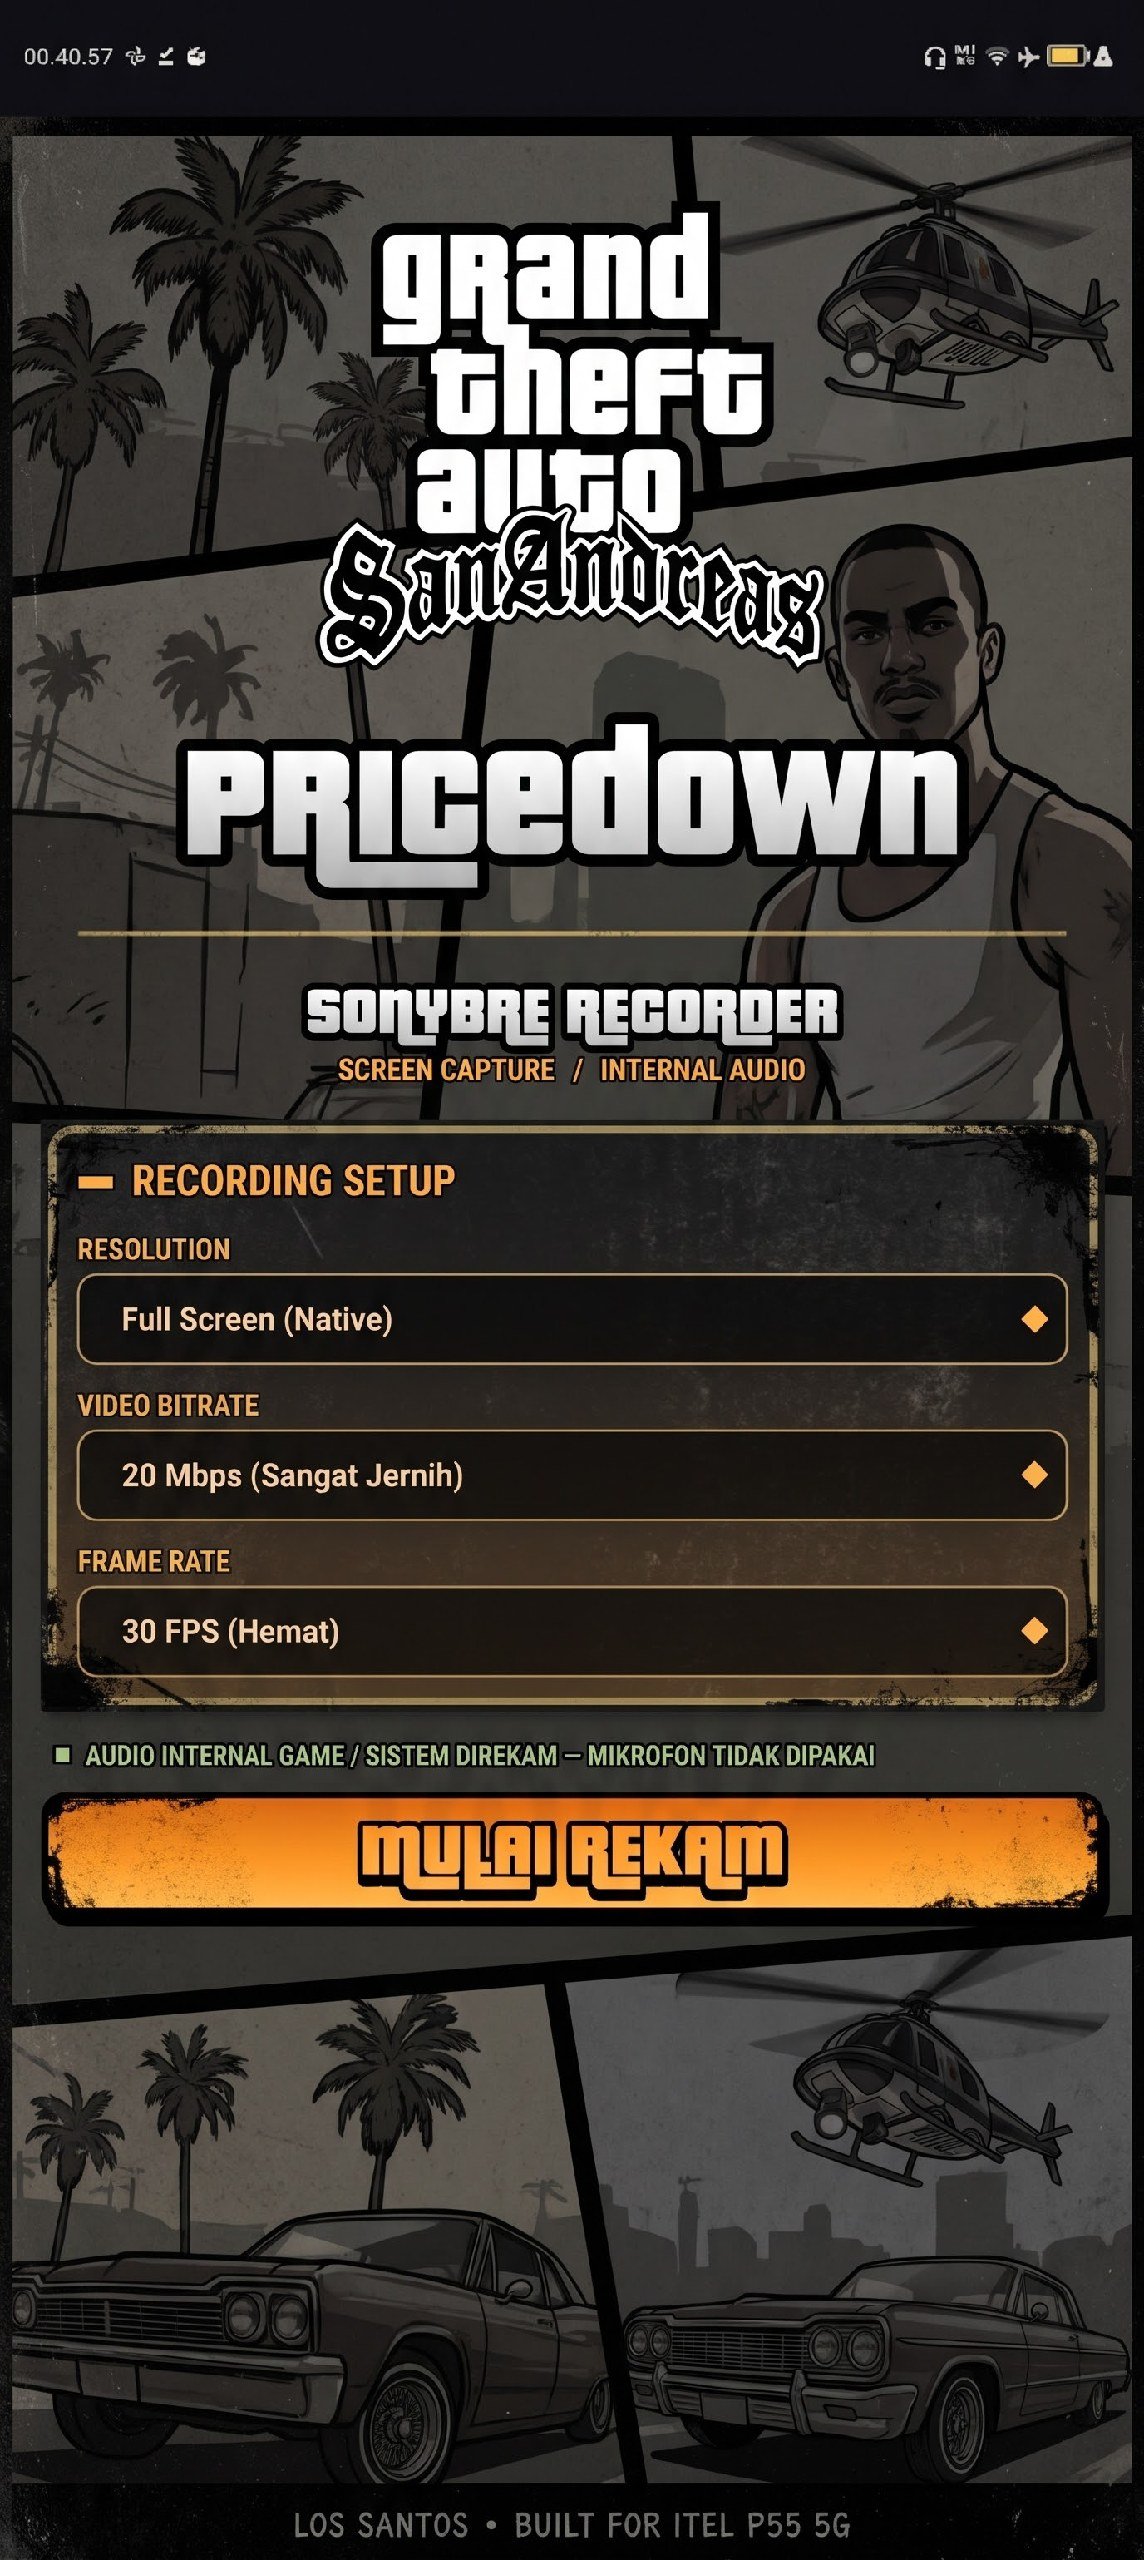 00.40.57
grand
theft
auto
San Andreas
PRICEdown
SONYBRE RECORDER
SCREEN CAPTURE / INTERNAL AUDIO
RECORDING SETUP
RESOLUTION
Full Screen (Native)
VIDEO BITRATE
20 Mbps (Sangat Jernih)
FRAME RATE
30 FPS (Hemat)
AUDIO INTERNAL GAME / SISTEM DIREKAM – MIKROFON TIDAK DIPAKAI
MULAI REKAM
LOS SANTOS • BUILT FOR ITEL P55 5G